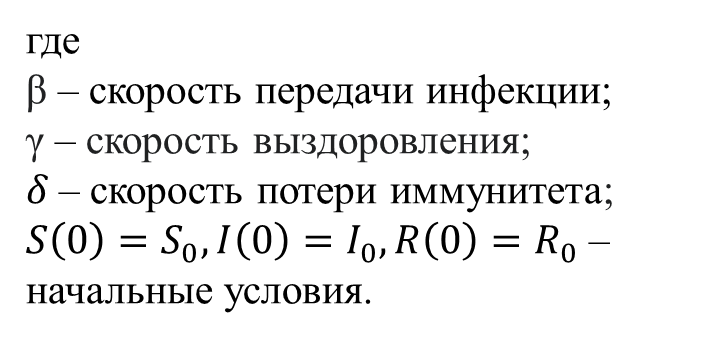 где
β – скорость передачи инфекции;
γ – скорость выздоровления;
δ – скорость потери иммунитета;
S(0) = S₀, I(0) = I₀, R(0) = R₀ –
начальные условия.